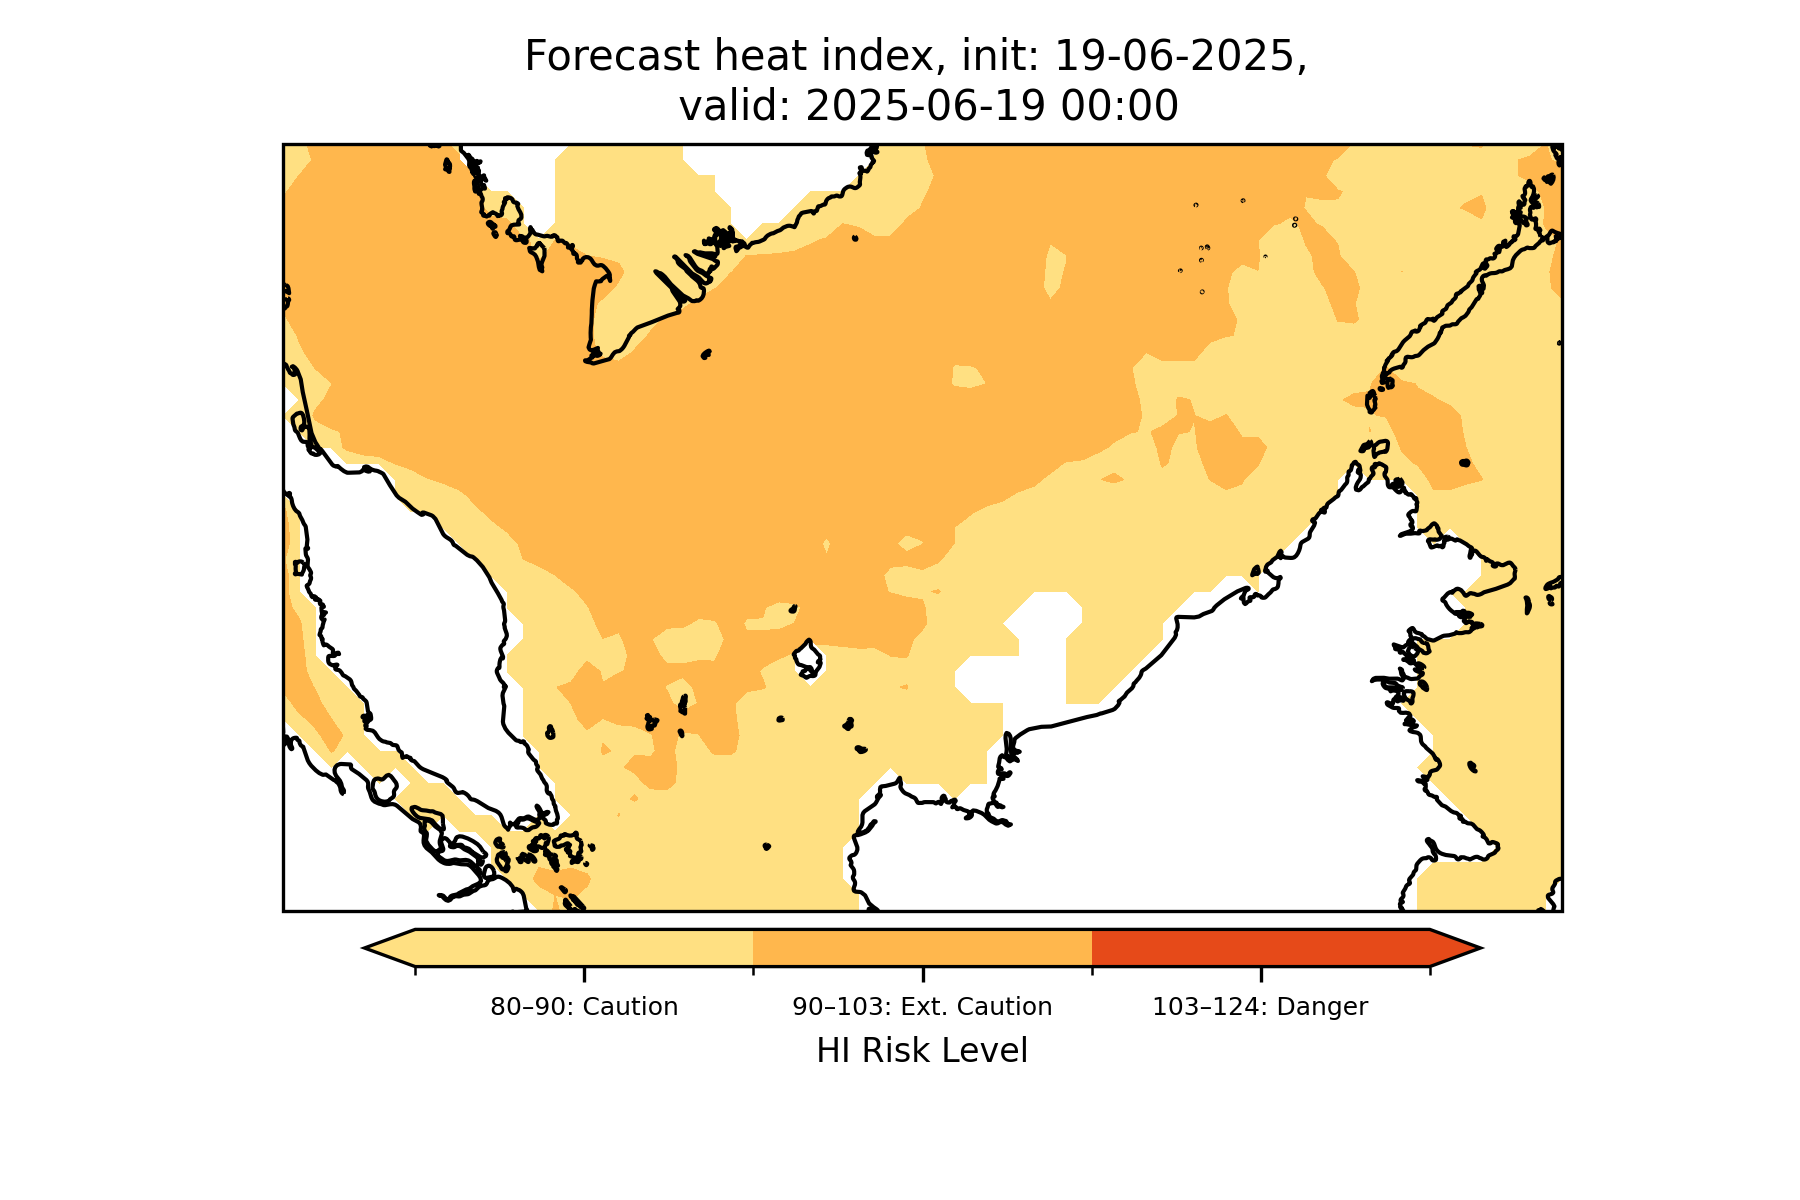 Forecast heat index, init: 19-06-2025,
valid: 2025-06-19 00:00
80–90: Caution
90–103: Ext. Caution
103–124: Danger
HI Risk Level